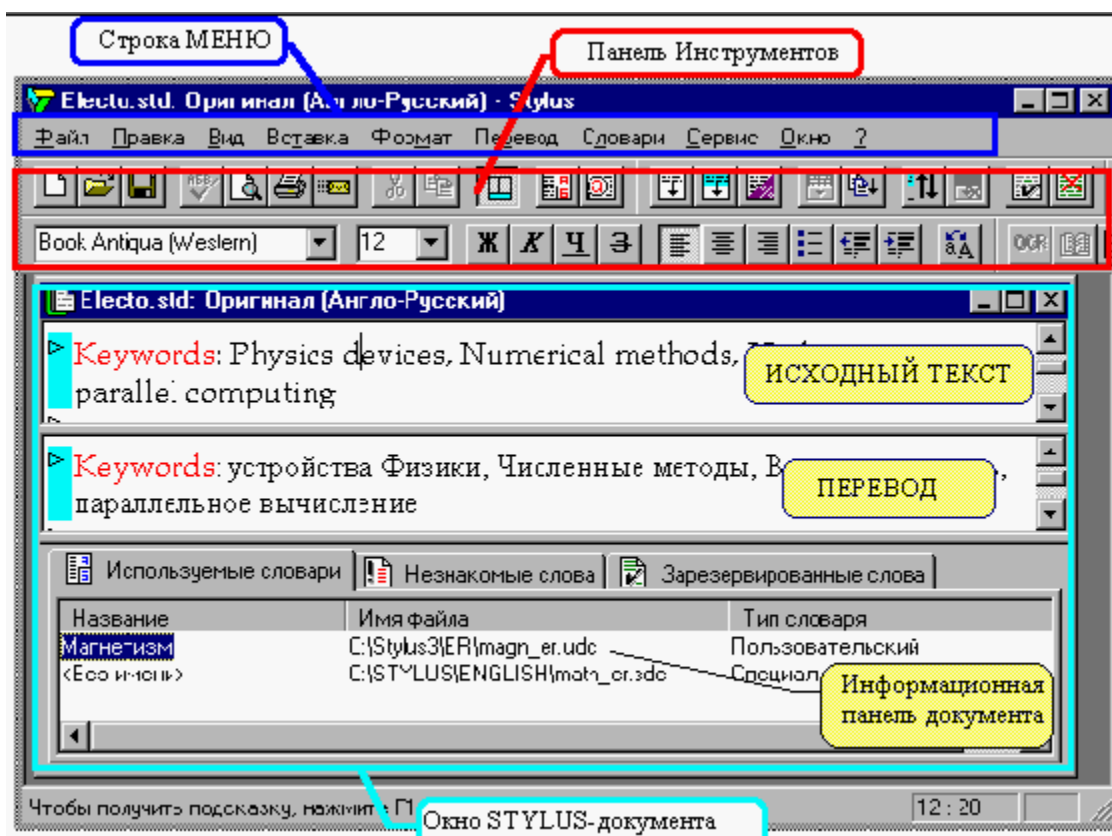 Строка МЕНЮ
Панель Инструментов
Electo.std. Оригинал (Англо-Русский) - Stylus
Файл Правка Вид Вставка Формат Перевод Словари Сервис Окно ?
Book Antiqua (Western) 12 Ж К Ч З OCR
Electo.std: Оригинал (Англо-Русский)
Keywords: Physics devices, Numerical methods,
parallel computing
ИСХОДНЫЙ ТЕКСТ
Keywords: устройства Физики, Численные методы,
параллельное вычисление
ПЕРЕВОД
Используемые словари Незнакомые слова Зарезервированные слова
Название Имя файла Тип словаря
Магнетизм C:\Stylus3\ER\magn_er.udc Пользовательский
<Без имени> C:\STYLUS\ENGLISH\math_er.sdc
Информационная
панель документа
Чтобы получить подсказку, нажмите F1 12 : 20
Окно STYLUS-документа